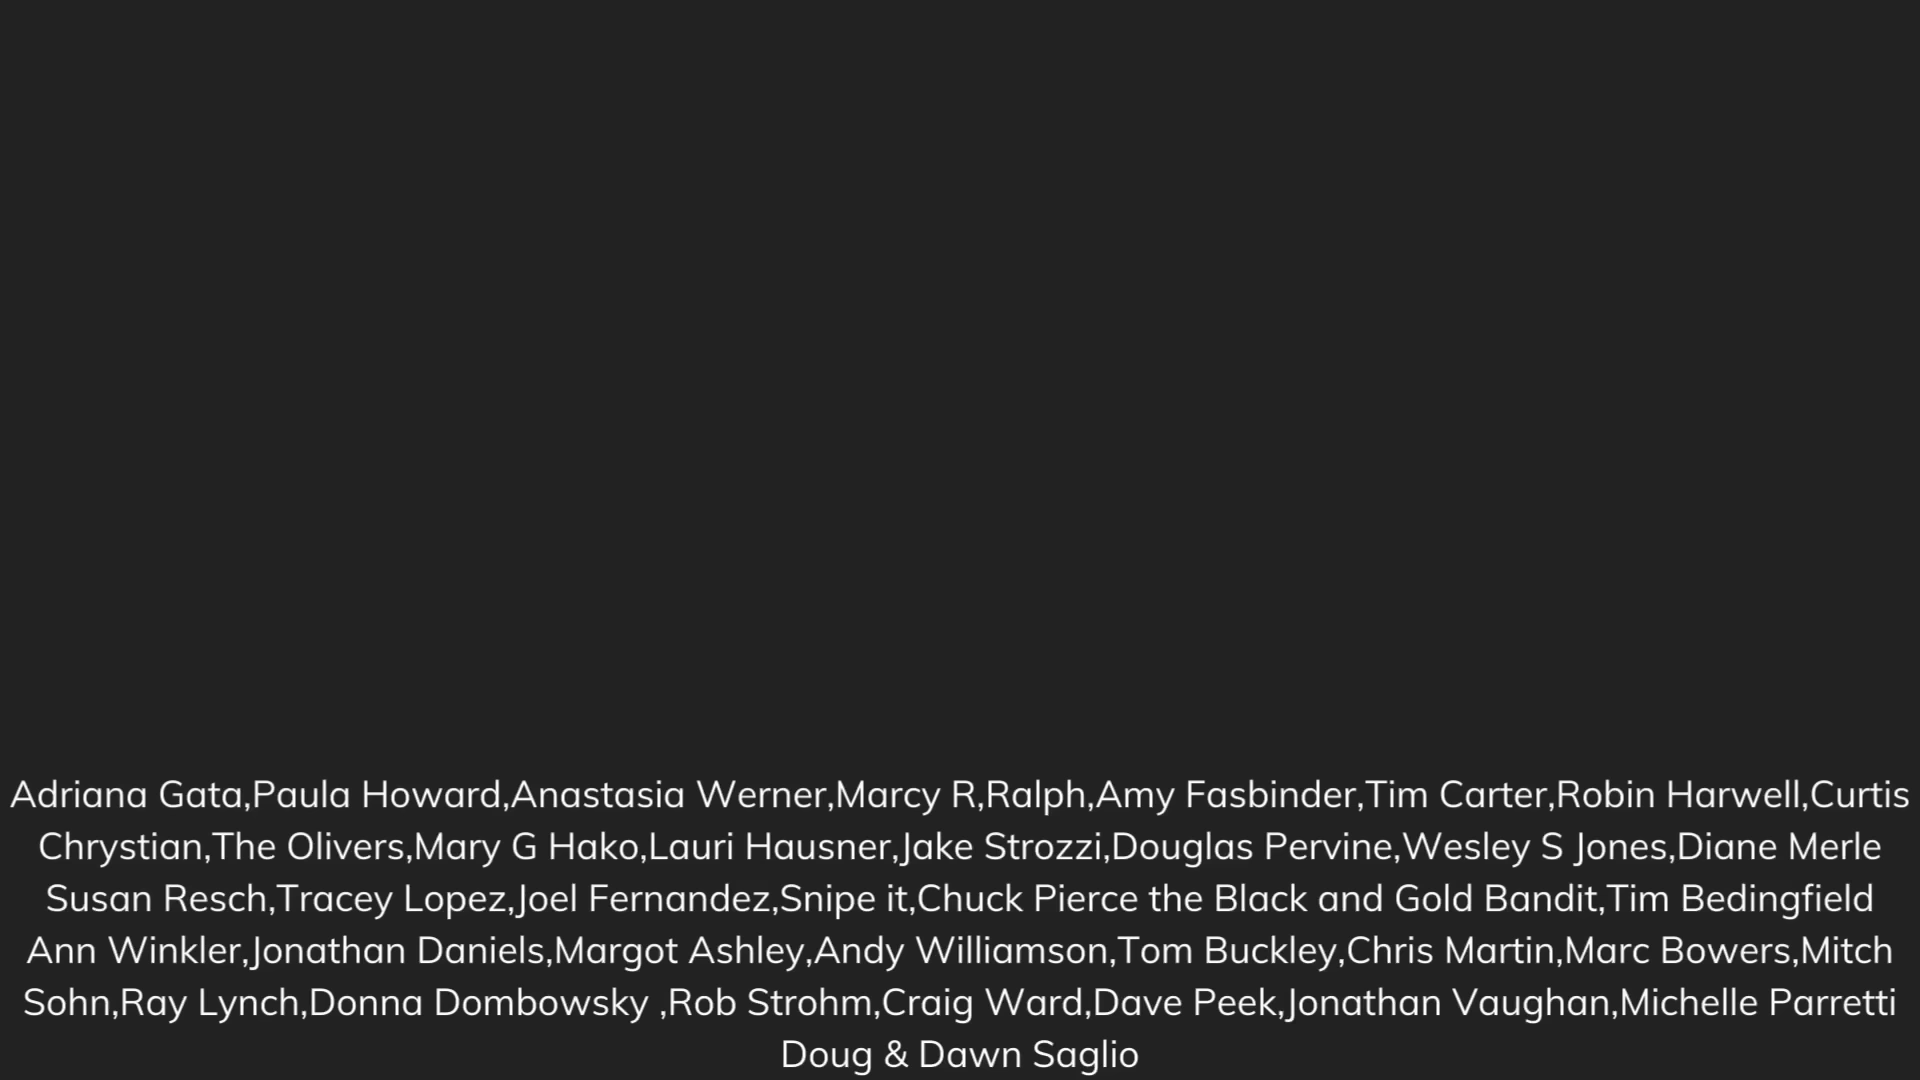 Adriana Gata,Paula Howard,Anastasia Werner,Marcy R,Ralph,Amy Fasbinder,Tim Carter,Robin Harwell,Curtis
Chrystian,The Olivers,Mary G Hako,Lauri Hausner,Jake Strozzi,Douglas Pervine,Wesley S Jones,Diane Merle
Susan Resch,Tracey Lopez,Joel Fernandez,Snipe it,Chuck Pierce the Black and Gold Bandit,Tim Bedingfield
Ann Winkler,Jonathan Daniels,Margot Ashley,Andy Williamson,Tom Buckley,Chris Martin,Marc Bowers,Mitch
Sohn,Ray Lynch,Donna Dombowsky ,Rob Strohm,Craig Ward,Dave Peek,Jonathan Vaughan,Michelle Parretti
Doug & Dawn Saglio